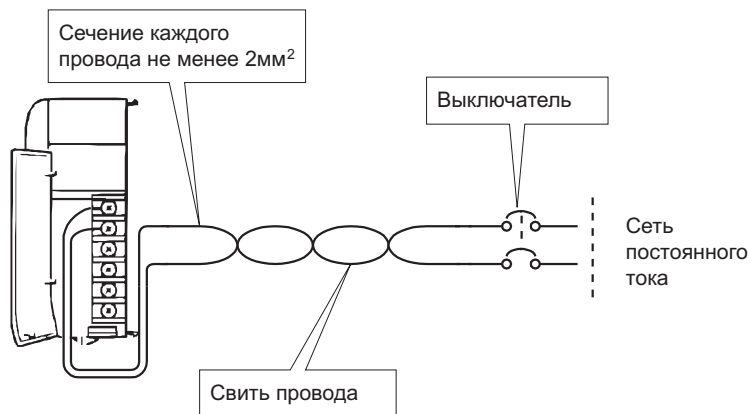 Сечение каждого
провода не менее 2мм²
Выключатель
Сеть
постоянного
тока
Свить провода